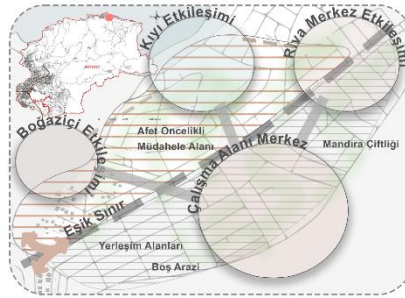 Kıyı Etkileşimi
Riva Merkez Etkileşimi
Boğaziçi Etkileşimi
Afet Öncelikli
Müdahele Alanı
Mandıra Çiftliği
Çalışma Alanı Merkez
Eşik Sınır
Yerleşim Alanları
Boş Arazi